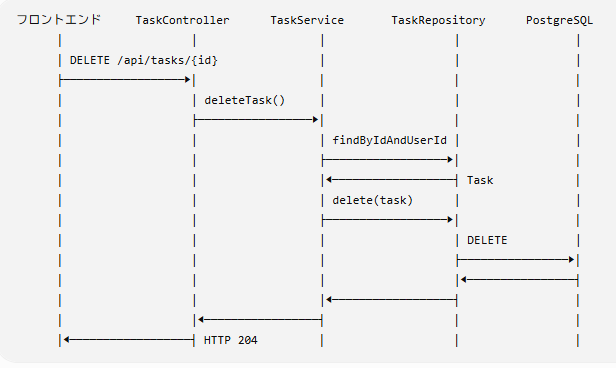 フロントエンド TaskController TaskService TaskRepository PostgreSQL
DELETE /api/tasks/{id}
deleteTask()
findByIdAndUserId
Task
delete(task)
DELETE
HTTP 204